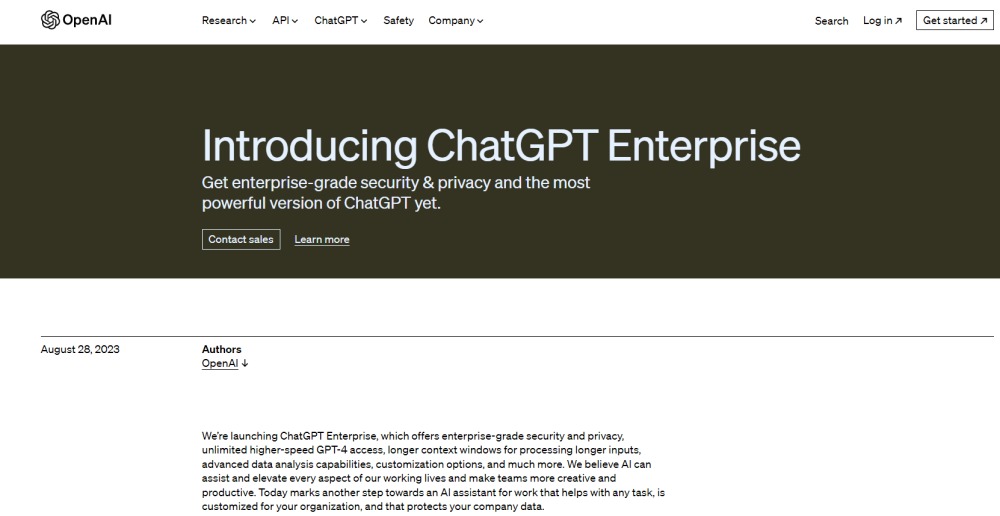 OpenAI
Research API ChatGPT Safety Company
Search Log in ↗ Get started ↗
Introducing ChatGPT Enterprise
Get enterprise-grade security & privacy and the most
powerful version of ChatGPT yet.
Contact sales Learn more
August 28, 2023
Authors
OpenAI ↓
We’re launching ChatGPT Enterprise, which offers enterprise-grade security and privacy,
unlimited higher-speed GPT-4 access, longer context windows for processing longer inputs,
advanced data analysis capabilities, customization options, and much more. We believe AI can
assist and elevate every aspect of our working lives and make teams more creative and
productive. Today marks another step towards an AI assistant for work that helps with any task, is
customized for your organization, and that protects your company data.